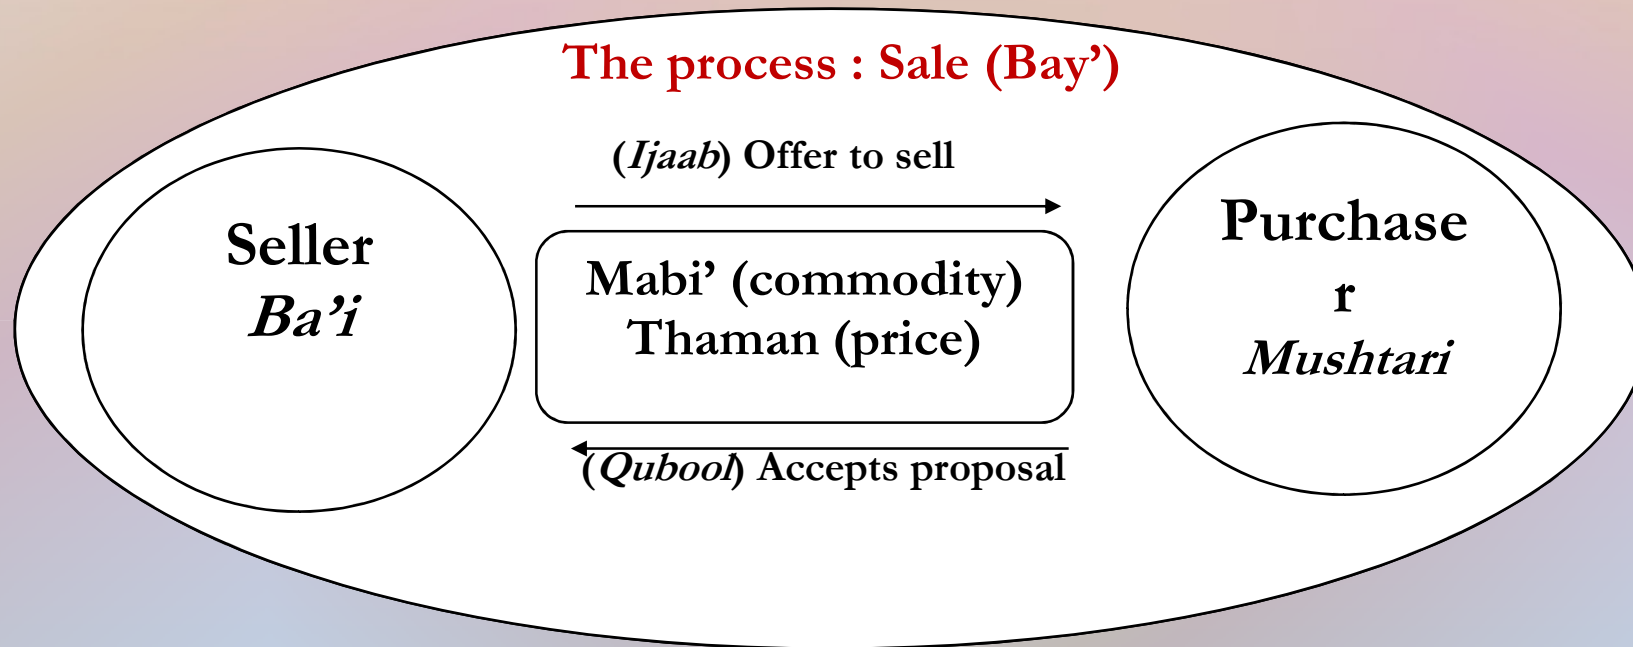 The process : Sale (Bay’)
(Ijaab) Offer to sell
Seller
Ba’i
Mabi’ (commodity)
Thaman (price)
Purchase
r
Mushtari
(Qubool) Accepts proposal